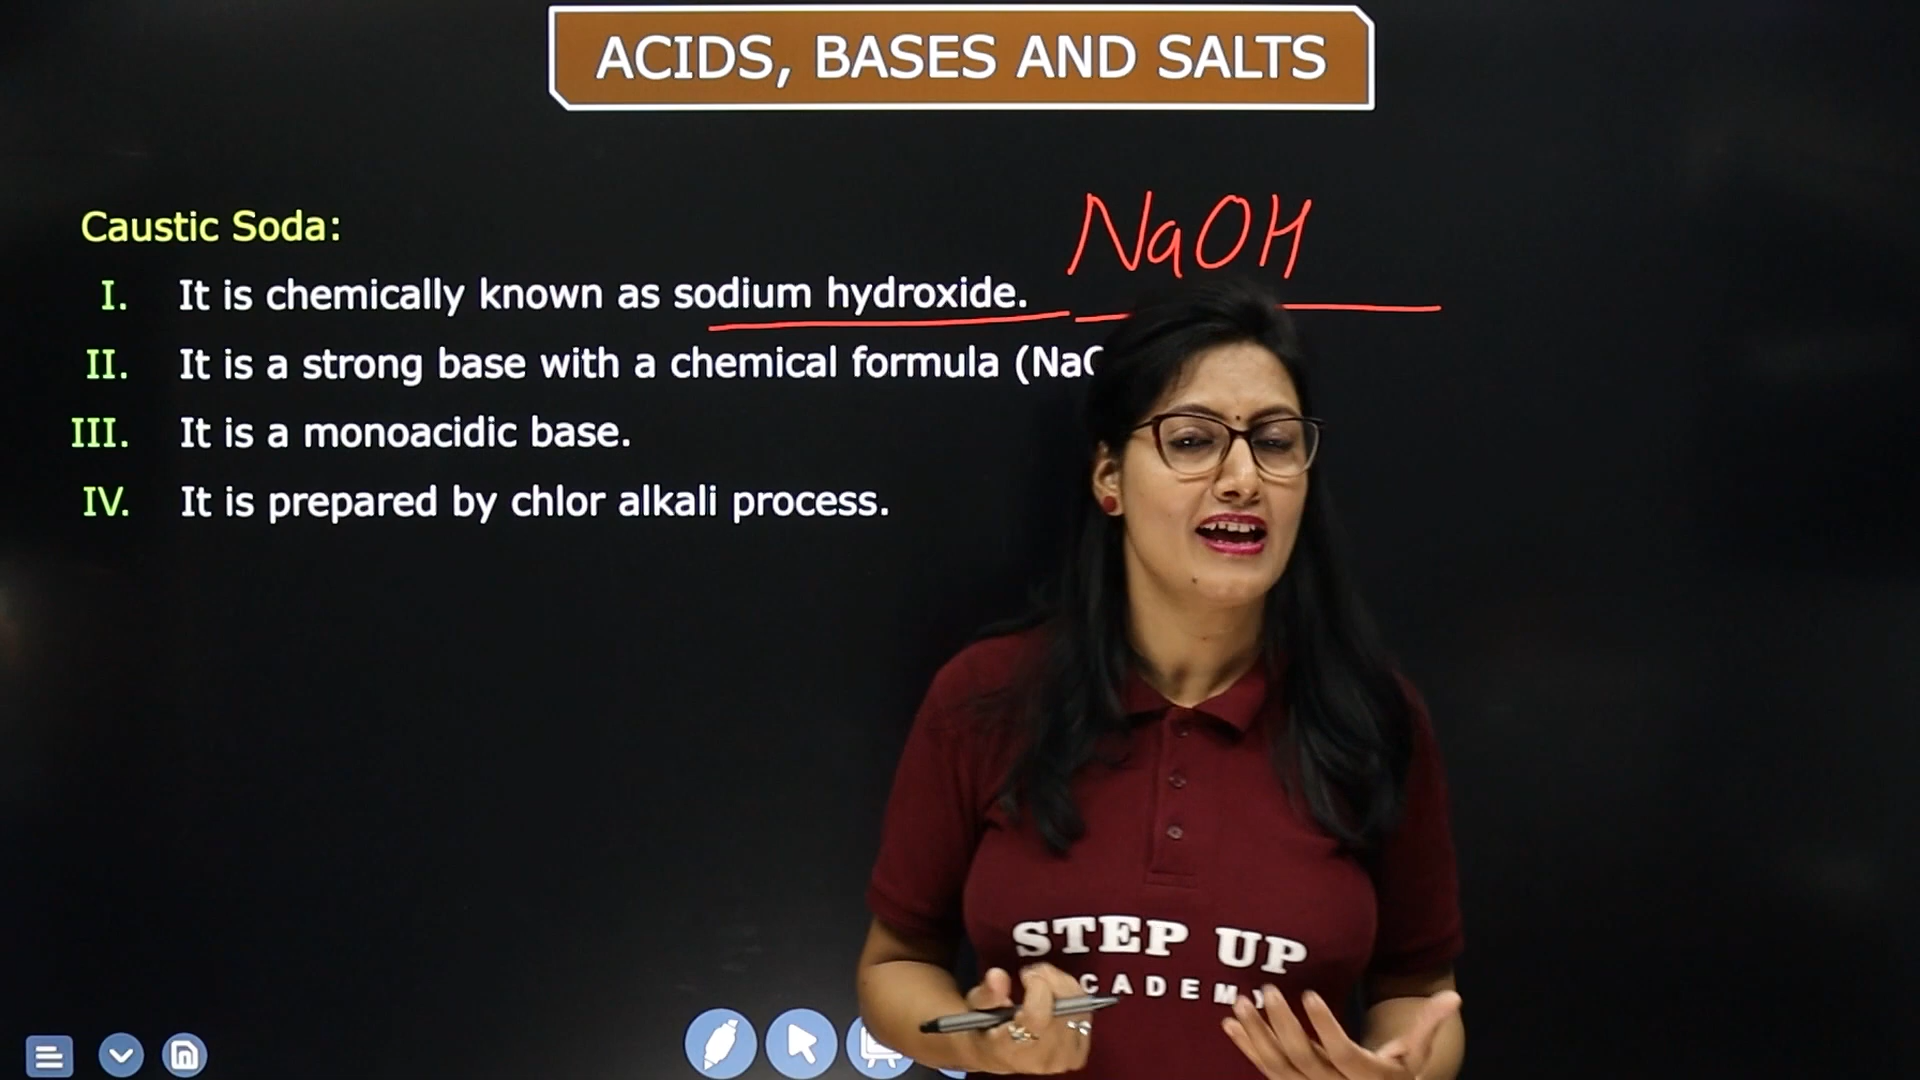 ACIDS, BASES AND SALTS
NaOH
Caustic Soda:
I. It is chemically known as sodium hydroxide.
II. It is a strong base with a chemical formula
III. It is a monoacidic base.
IV. It is prepared by chlor alkali process.
STEP UP
CADEMY